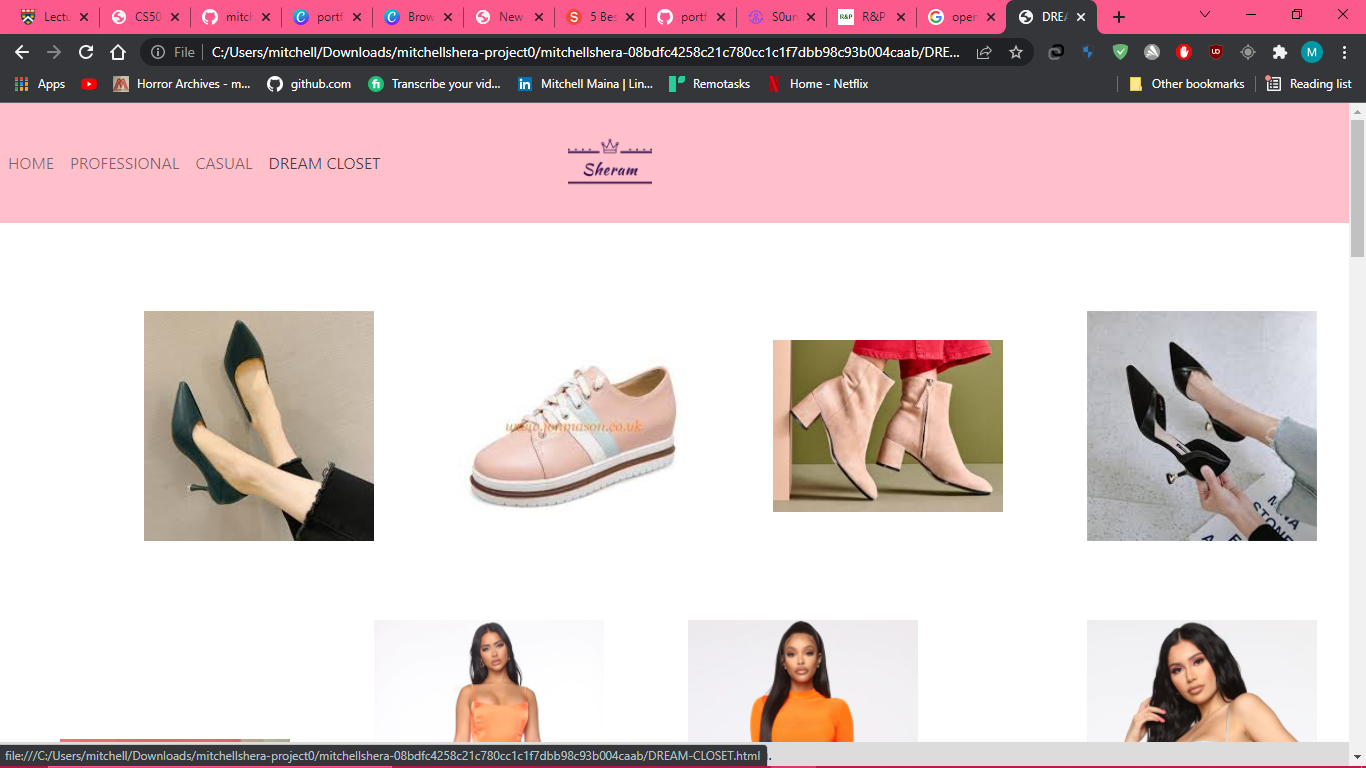 Lectu
CS50
mitch
portf
Brow
New
5 Bes
portf
S0ur
R&P R&P
oper
DREA
File C:/Users/mitchell/Downloads/mitchellshera-project0/mitchellshera-08bdfc4258c21c780cc1c1f7dbb98c93b004caab/DRE...
M
Apps
Horror Archives - m...
github.com
Transcribe your vid...
Mitchell Maina | Lin...
Remotasks
Home - Netflix
Other bookmarks
Reading list
HOME PROFESSIONAL CASUAL DREAM CLOSET
Sheram
www.jonmason.co.uk
file:///C:/Users/mitchell/Downloads/mitchellshera-project0/mitchellshera-08bdfc4258c21c780cc1c1f7dbb98c93b004caab/DREAM-CLOSET.html